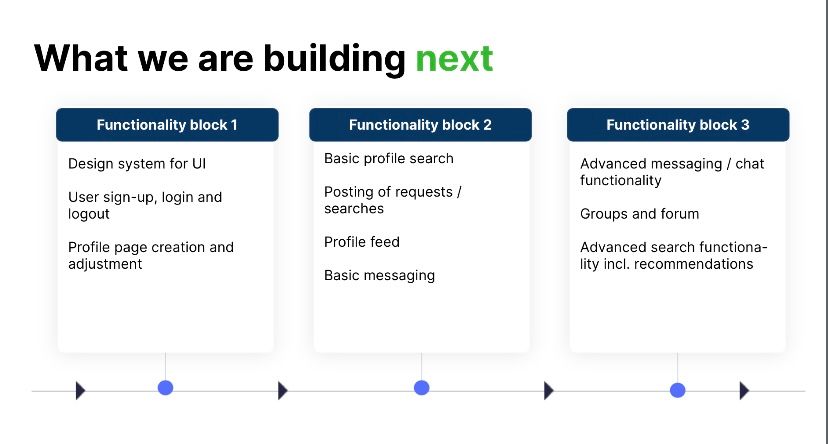 What we are building next
Functionality block 1
Design system for UI
User sign-up, login and
logout
Profile page creation and
adjustment
Functionality block 2
Basic profile search
Posting of requests /
searches
Profile feed
Basic messaging
Functionality block 3
Advanced messaging / chat
functionality
Groups and forum
Advanced search functiona-
lity incl. recommendations